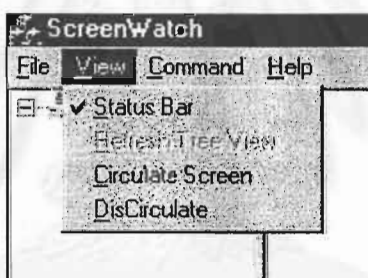 ScreenWatch
File View Command Help
Status Bar
Refresh Tree View
Circulate Screen
DisCirculate